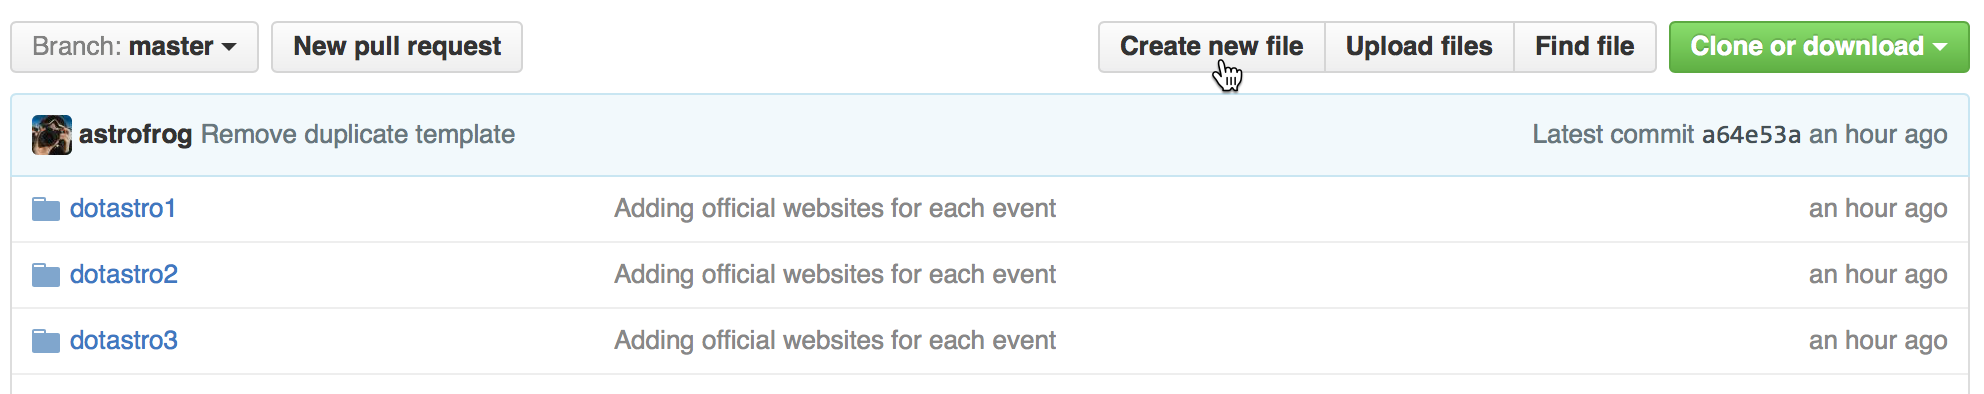 Branch: master New pull request Create new file Upload files Find file Clone or download
astrofrog Remove duplicate template Latest commit a64e53a an hour ago
dotastro1 Adding official websites for each event an hour ago
dotastro2 Adding official websites for each event an hour ago
dotastro3 Adding official websites for each event an hour ago